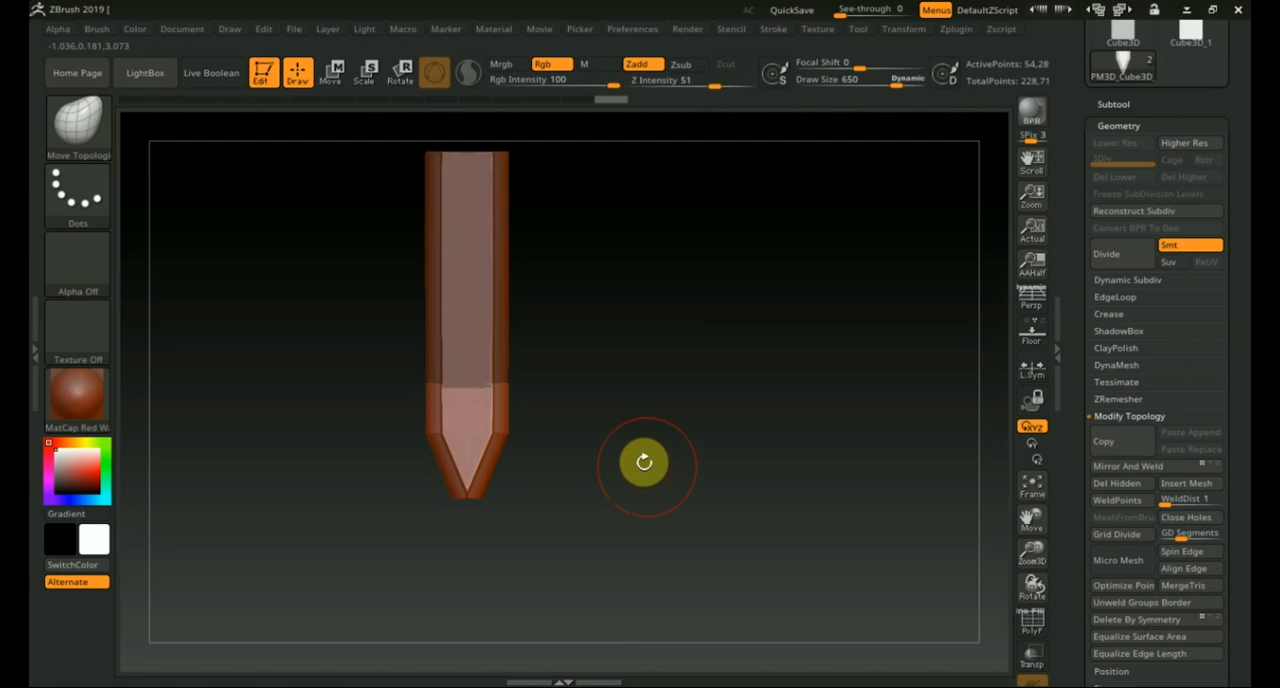 ZBrush 2019 [
AC QuickSave See-through 0 Menus DefaultZScript
Alpha Brush Color Document Draw Edit File Layer Light Macro Marker Material Movie Picker Preferences Render Stencil Stroke Texture Tool Transform Zplugin Zscript
-1.036,0.181,3.073
Home Page LightBox Live Boolean Edit Draw Move Scale Rotate
Mrgb Rgb M Zadd Zsub Zcut
Rgb Intensity 100 Z Intensity 51
Focal Shift 0
Draw Size 650 Dynamic
ActivePoints: 54,28
TotalPoints: 228,71
Move Topologi
Dots
Alpha Off
Texture Off
MatCap Red W
Gradient
SwitchColor
Alternate
BPR
SPix 3
Scroll
Zoom
Actual
AAHalf
Dynamic
Persp
Floor
L.Sym
XYZ
Frame
Move
Zoom3D
Rotate
PolyF
Transp
Cube3D Cube3D_1
2
PM3D_Cube3D
Subtool
Geometry
Lower Res Higher Res
SDiv Cage Rstr
Del Lower Del Higher
Freeze SubDivision Levels
Reconstruct Subdiv
Convert BPR To Geo
Divide Smt
Suv ReUV
Dynamic Subdiv
EdgeLoop
Crease
ShadowBox
ClayPolish
DynaMesh
Tessimate
ZRemesher
Modify Topology
Copy Paste Append
Paste Replace
Mirror And Weld
Del Hidden Insert Mesh
WeldPoints WeldDist 1
MeshFromBru Close Holes
Grid Divide GD Segments
Micro Mesh Spin Edge
Align Edge
Optimize Poin MergeTris
Unweld Groups Border
Delete By Symmetry
Equalize Surface Area
Equalize Edge Length
Position